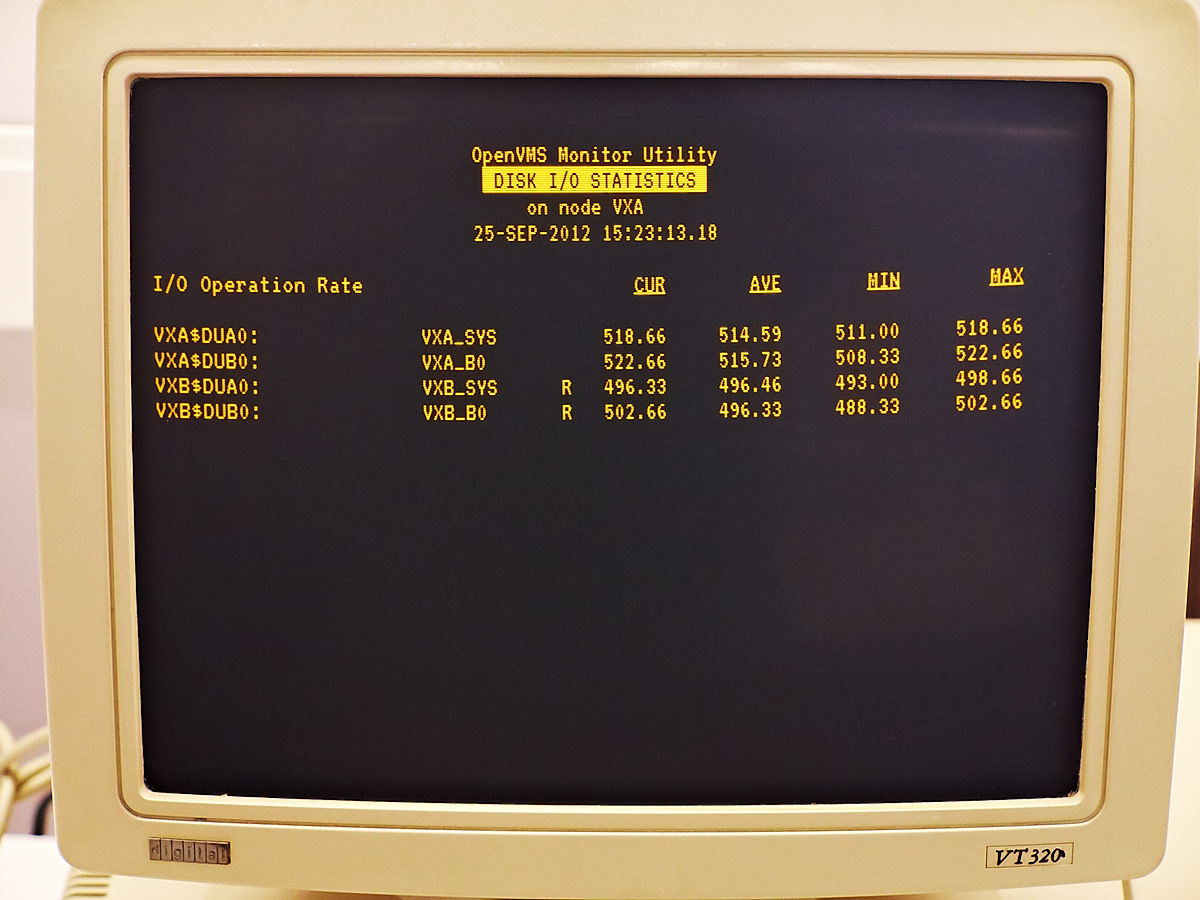 OpenVMS Monitor Utility
DISK I/O STATISTICS
on node VXA
25-SEP-2012 15:23:13.18
I/O Operation Rate CUR AVE MIN MAX
VXA$DUA0: VXA_SYS 518.66 514.59 511.00 518.66
VXA$DUB0: VXA_B0 522.66 515.73 508.33 522.66
VXB$DUA0: VXB_SYS R 496.33 496.46 493.00 498.66
VXB$DUB0: VXB_B0 R 502.66 496.33 488.33 502.66
digital VT320